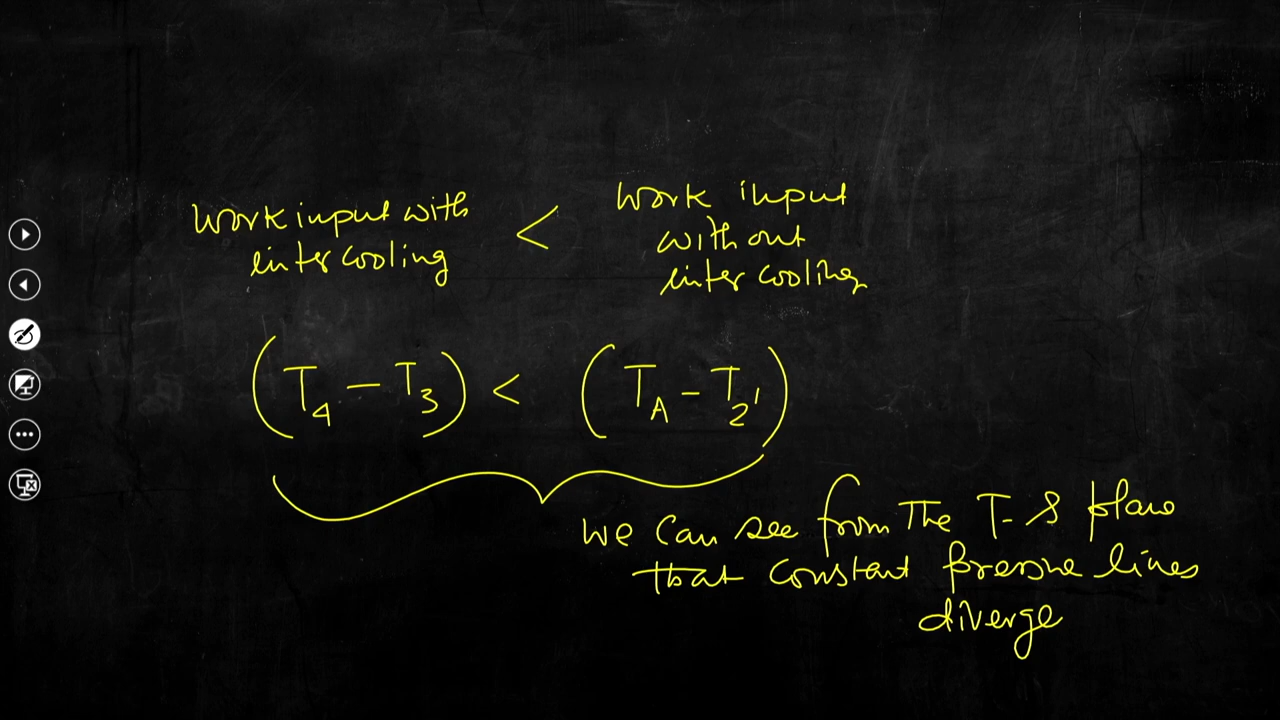 work input with
intercooling
<
work input
without
intercooling
(T₄ – T₃) < (T_A – T₂')
we can see from the T-S plane
that constant pressure lines
diverge